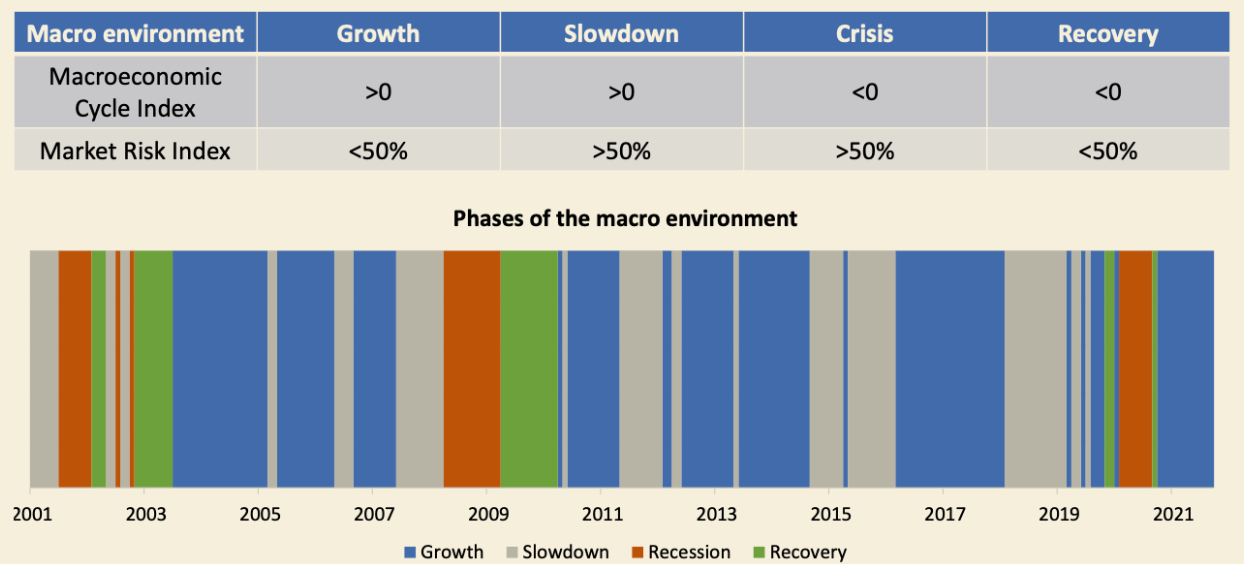 Macro environment Growth Slowdown Crisis Recovery
Macroeconomic
Cycle Index >0 >0 <0 <0
Market Risk Index <50% >50% >50% <50%
Phases of the macro environment
2001 2003 2005 2007 2009 2011 2013 2015 2017 2019 2021
Growth Slowdown Recession Recovery